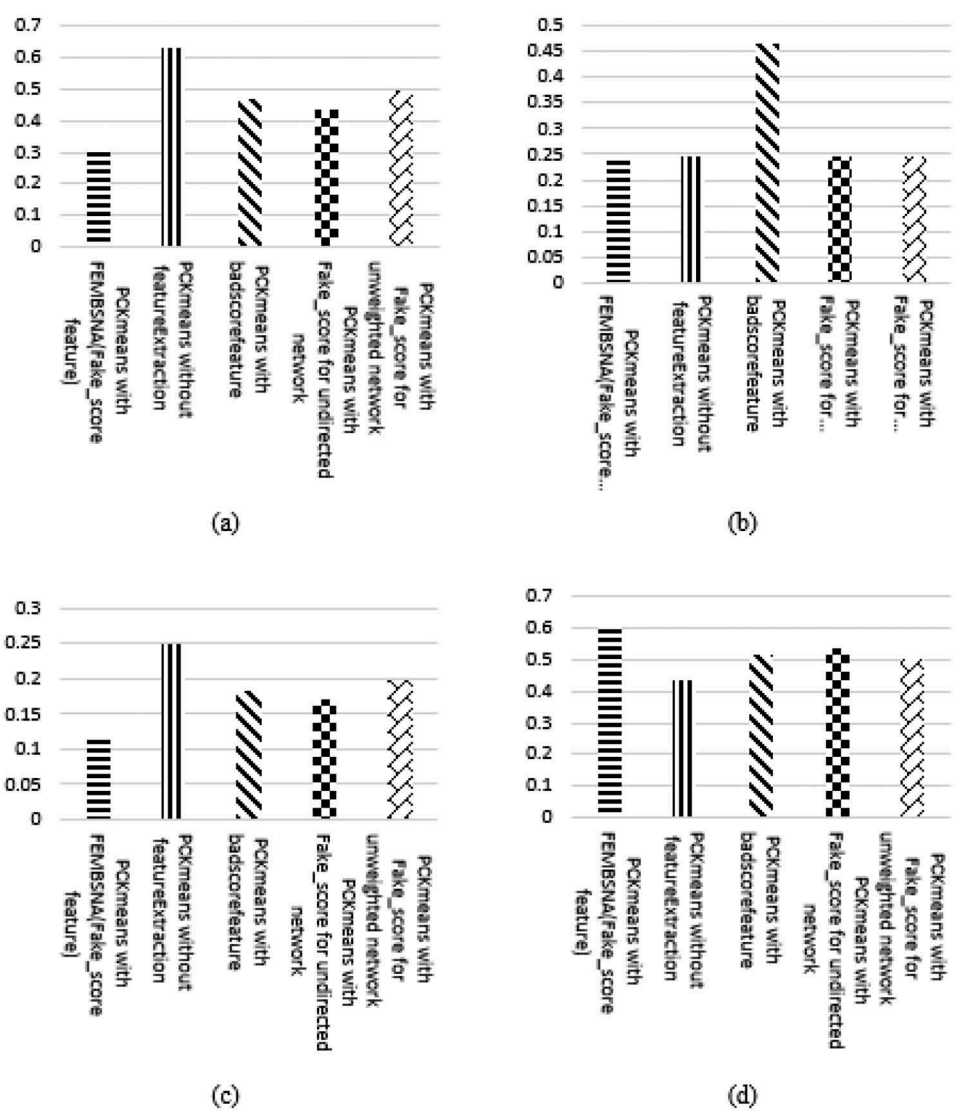 0.7
0.6
0.5
0.4
0.3
0.2
0.1
0
PCKmeans with
FEMBSNA(Fake_score
feature)
PCKmeans without
featureExtraction
PCKmeans with
badscorefeature
PCKmeans with
Fake_score for undirected
network
PCKmeans with
Fake_score for
unweighted network
(a)
0.5
0.45
0.4
0.35
0.3
0.25
0.2
0.15
0.1
0.05
0
PCKmeans with
FEMBSNA(Fake_score...
PCKmeans without
featureExtraction
PCKmeans with
badscorefeature
PCKmeans with
Fake_score for...
PCKmeans with
Fake_score for...
(b)
0.3
0.25
0.2
0.15
0.1
0.05
0
PCKmeans with
FEMBSNA(Fake_score
feature)
PCKmeans without
featureExtraction
PCKmeans with
badscorefeature
PCKmeans with
Fake_score for undirected
network
PCKmeans with
Fake_score for
unweighted network
(c)
0.7
0.6
0.5
0.4
0.3
0.2
0.1
0
PCKmeans with
FEMBSNA(Fake_score
feature)
PCKmeans without
featureExtraction
PCKmeans with
badscorefeature
PCKmeans with
Fake_score for undirected
network
PCKmeans with
Fake_score for
unweighted network
(d)